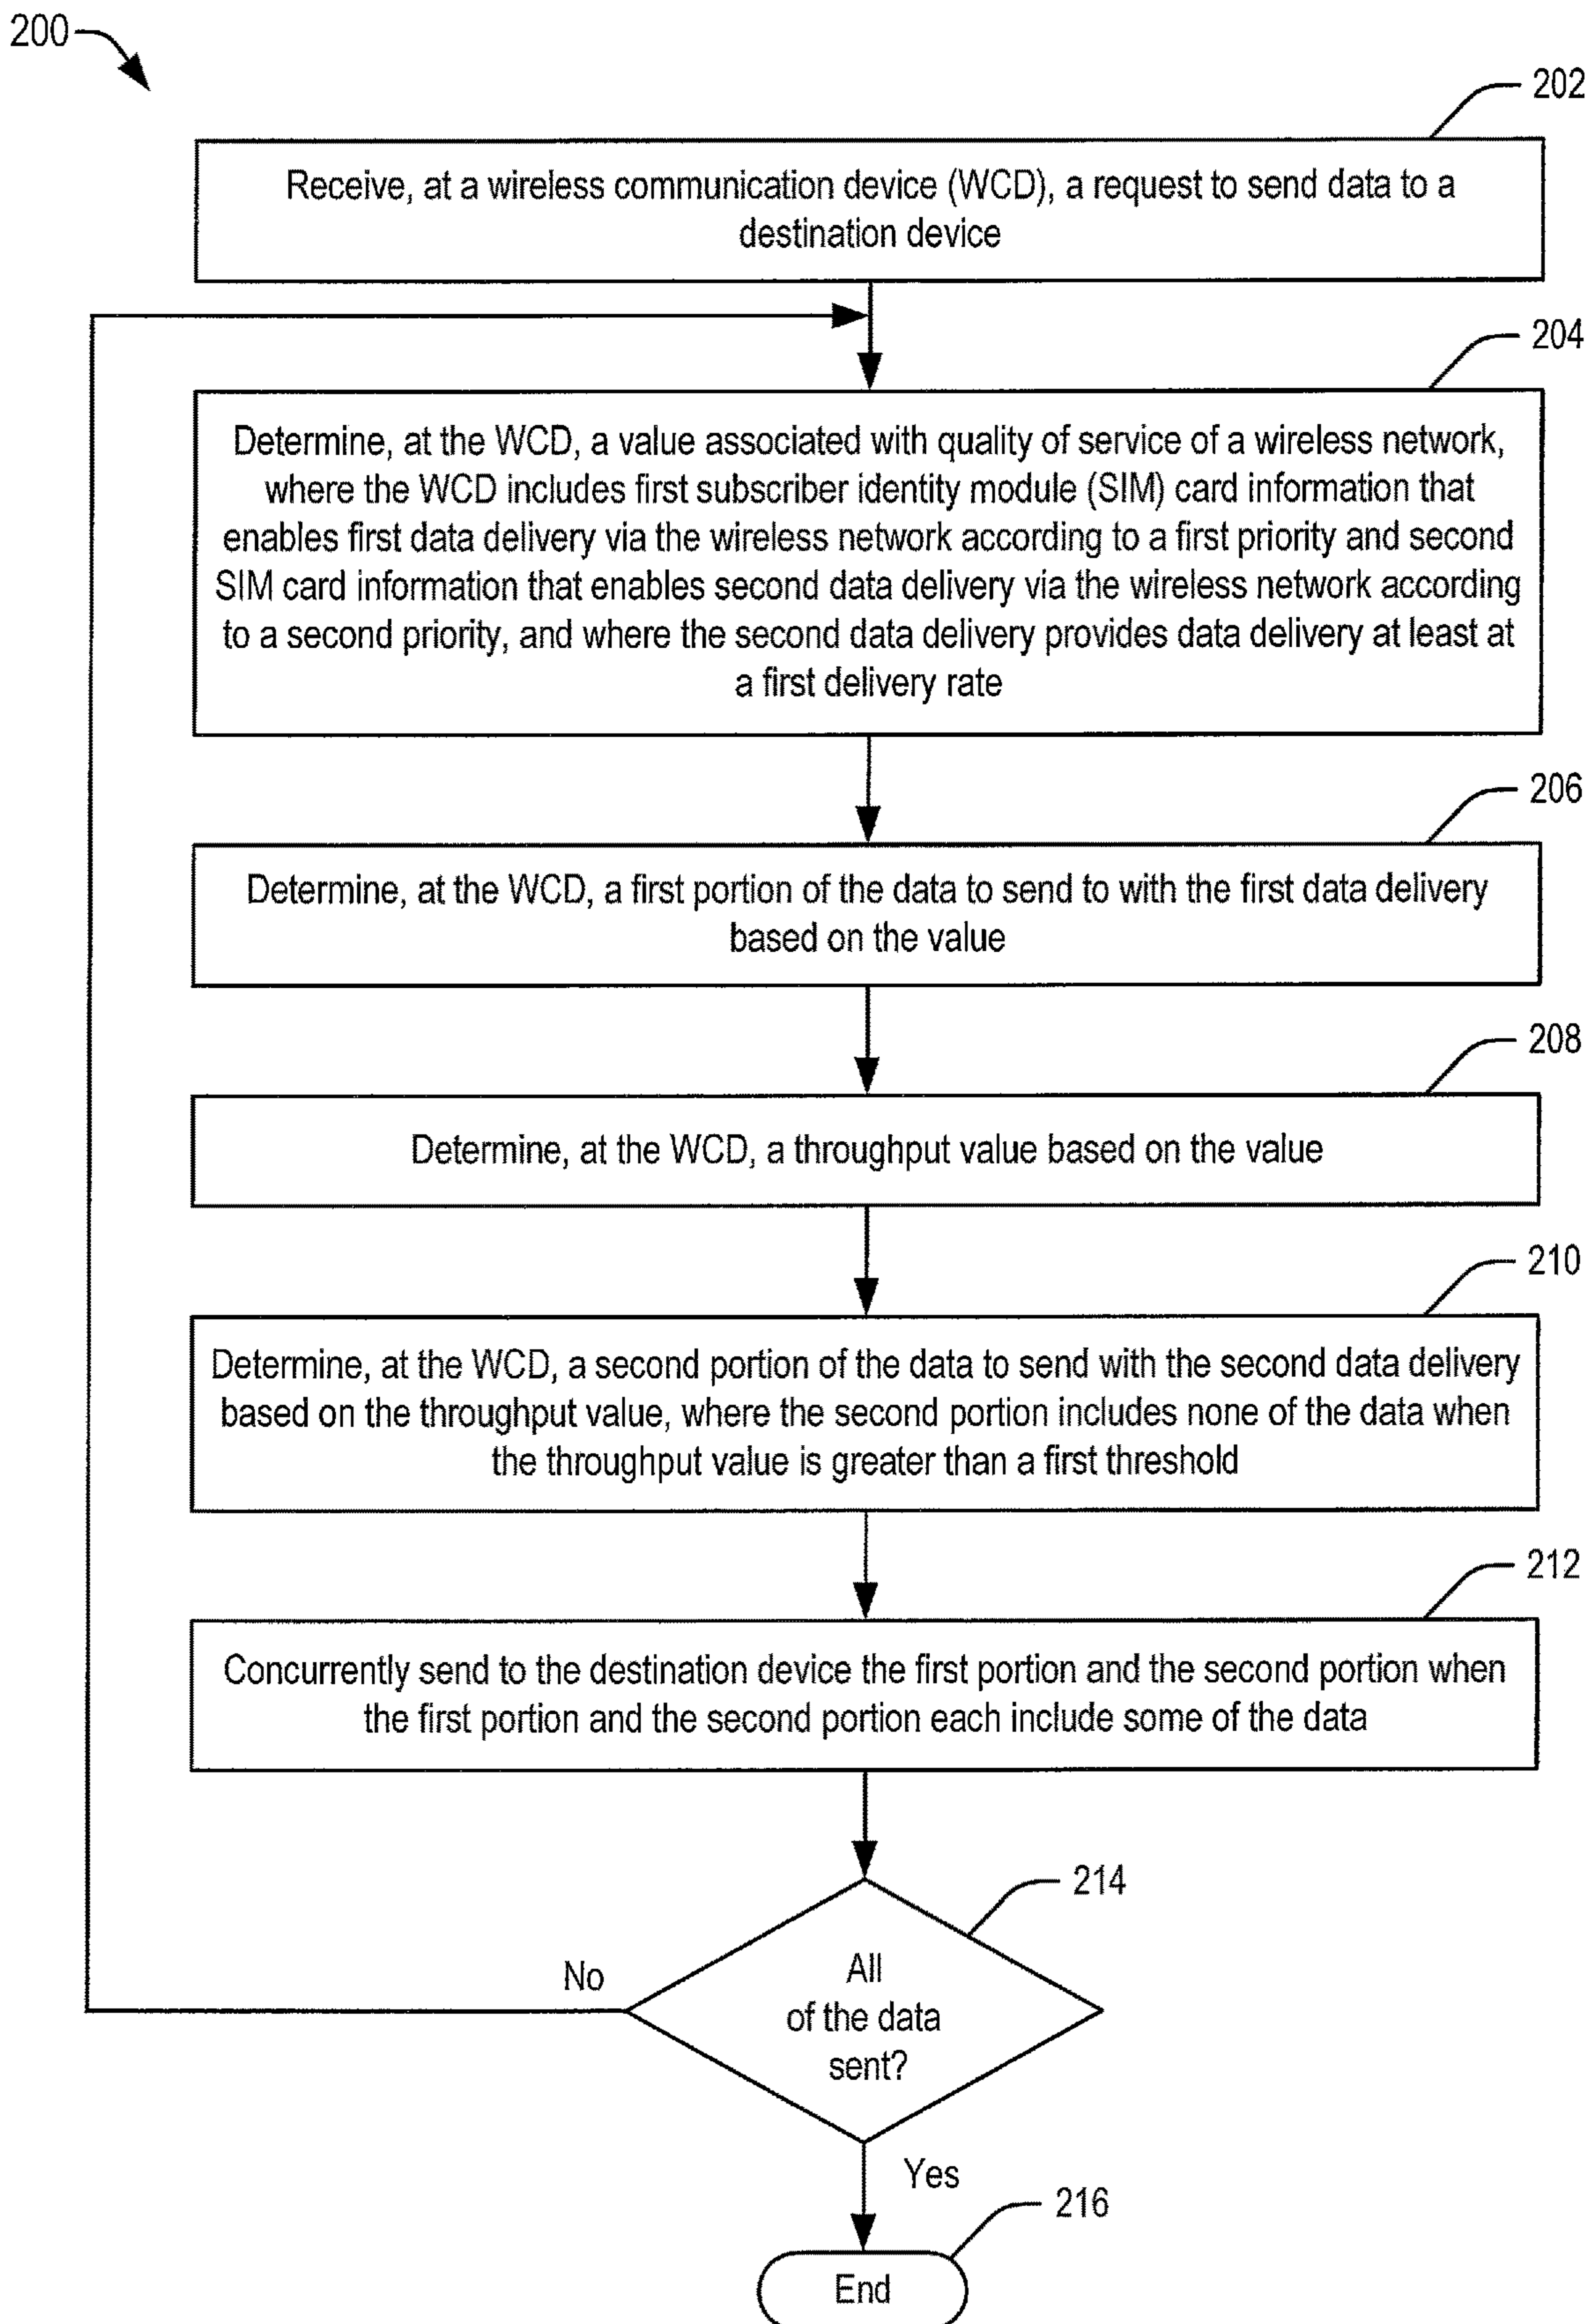 200
202
Receive, at a wireless communication device (WCD), a request to send data to a
destination device
204
Determine, at the WCD, a value associated with quality of service of a wireless network,
where the WCD includes first subscriber identity module (SIM) card information that
enables first data delivery via the wireless network according to a first priority and second
SIM card information that enables second data delivery via the wireless network according
to a second priority, and where the second data delivery provides data delivery at least at
a first delivery rate
206
Determine, at the WCD, a first portion of the data to send to with the first data delivery
based on the value
208
Determine, at the WCD, a throughput value based on the value
210
Determine, at the WCD, a second portion of the data to send with the second data delivery
based on the throughput value, where the second portion includes none of the data when
the throughput value is greater than a first threshold
212
Concurrently send to the destination device the first portion and the second portion when
the first portion and the second portion each include some of the data
214
No
All
of the data
sent?
Yes
216
End